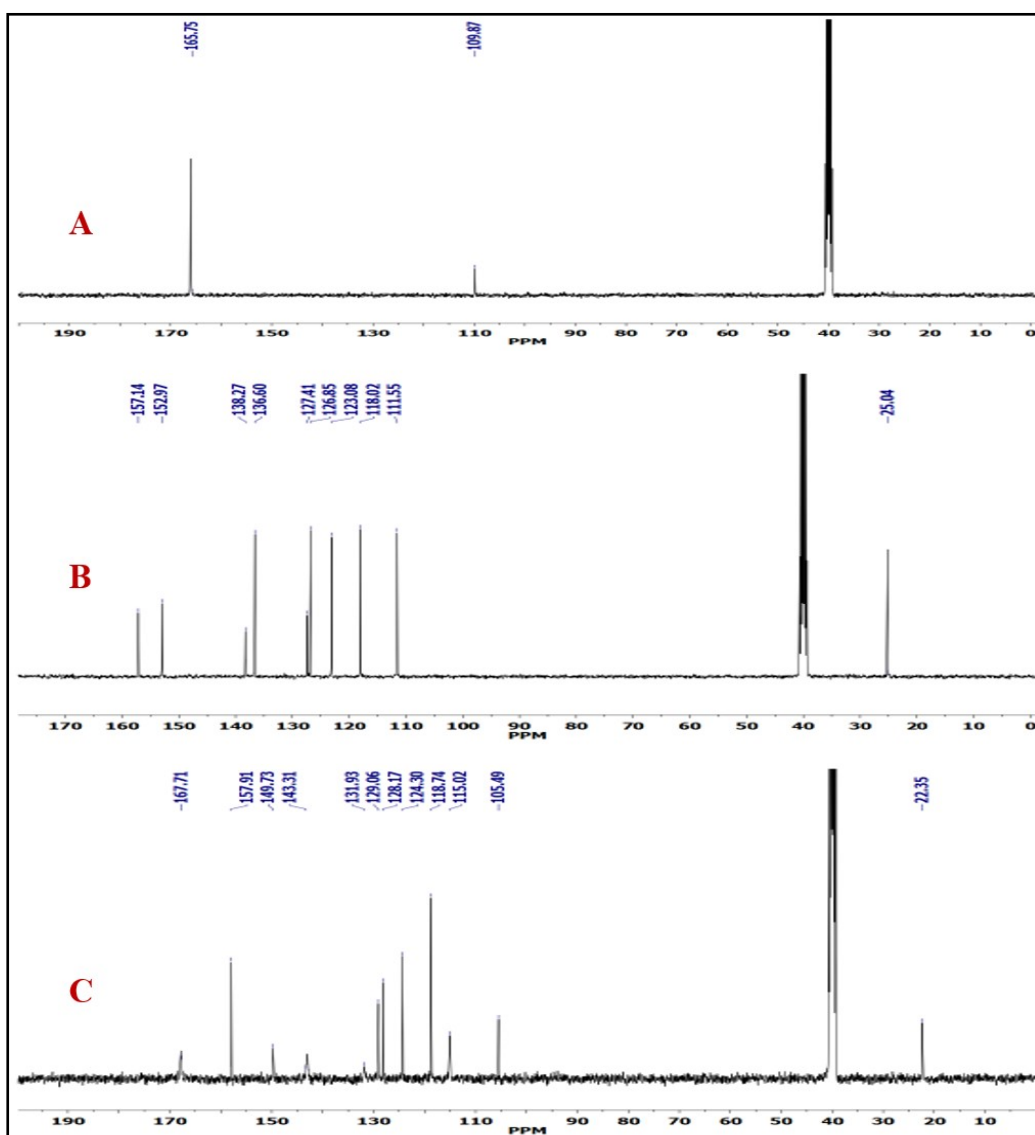 -165.75 -109.87
A
190 170 150 130 110 90 80 70 60 50 40 30 20 10
PPM
-157.14 -152.97 138.27 136.60 -127.41 126.85 123.08 118.02 -111.55 -25.04
B
170 160 150 140 130 120 110 100 90 80 70 60 50 40 30 20 10 0
PPM
-167.71 157.91 -149.73 143.31 131.93 129.06 128.17 124.30 118.74 115.02 -105.49 -22.35
C
190 170 150 130 110 90 80 70 60 50 40 30 20 10
PPM